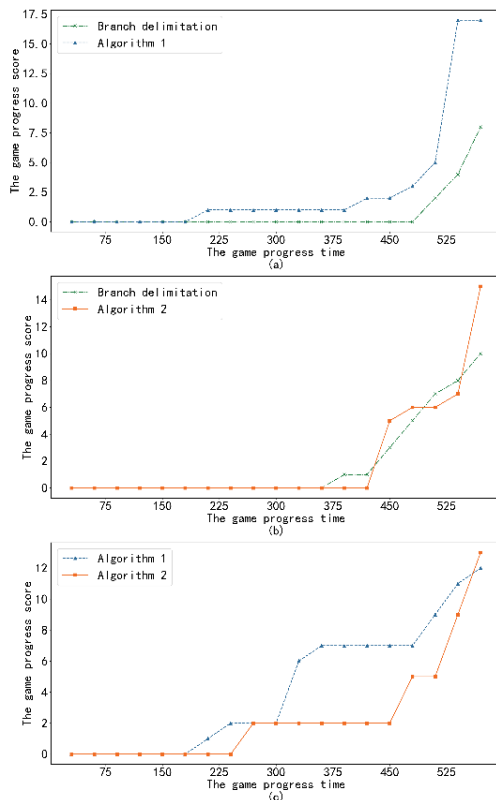 17.5
Branch delimitation
Algorithm 1
15.0
12.5
10.0
7.5
5.0
2.5
0.0
The game progress score
75 150 225 300 375 450 525
The game progress time
(a)
Branch delimitation
Algorithm 2
14
12
10
8
6
4
2
0
The game progress score
75 150 225 300 375 450 525
The game progress time
(b)
Algorithm 1
Algorithm 2
12
10
8
6
4
2
0
The game progress score
75 150 225 300 375 450 525
The game progress time
(c)